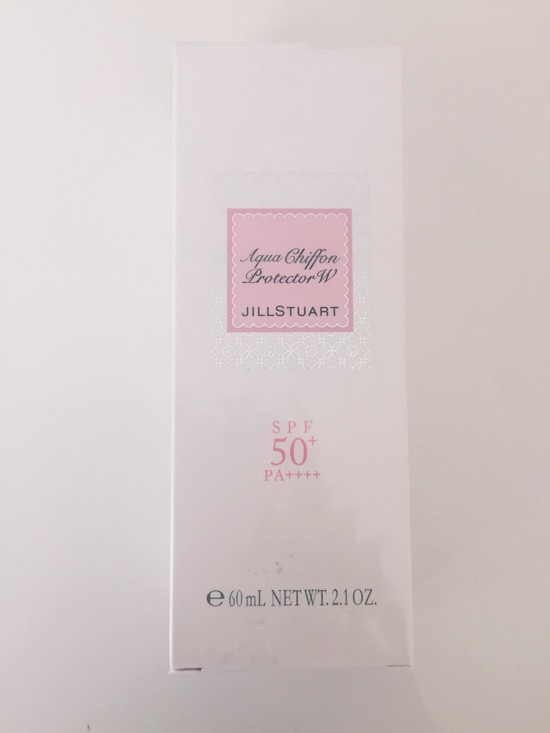 Aqua Chiffon
Protector W
JILLSTUART
SPF
50+
PA++++
℮ 60 mL NET WT. 2.1 OZ.